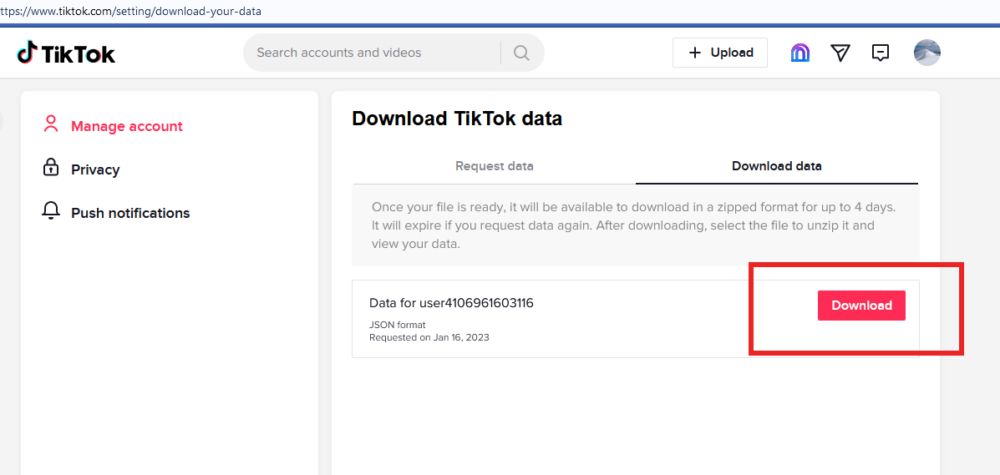 ttps://www.tiktok.com/setting/download-your-data
TikTok
Search accounts and videos
+ Upload
Manage account
Privacy
Push notifications
Download TikTok data
Request data
Download data
Once your file is ready, it will be available to download in a zipped format for up to 4 days.
It will expire if you request data again. After downloading, select the file to unzip it and
view your data.
Data for user4106961603116
Download
JSON format
Requested on Jan 16, 2023